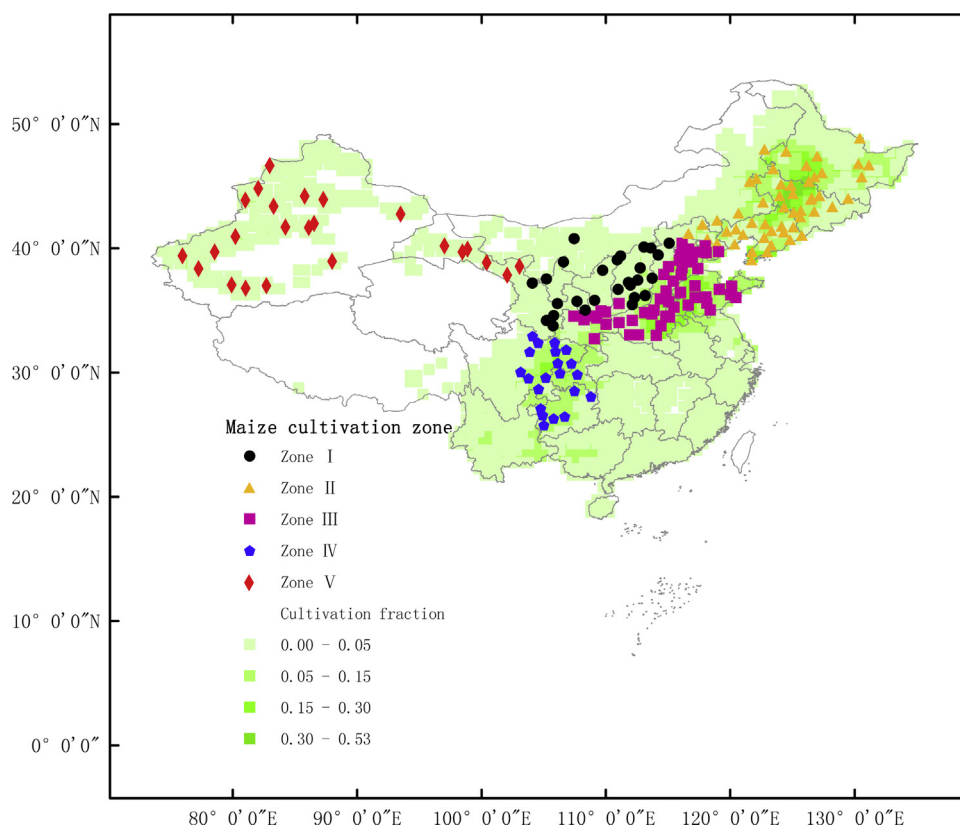 50° 0′0″N
40° 0′0″N
30° 0′0″N
20° 0′0″N
10° 0′0″N
0° 0′0″
Maize cultivation zone
Zone Ⅰ
Zone Ⅱ
Zone Ⅲ
Zone Ⅳ
Zone Ⅴ
Cultivation fraction
0.00 - 0.05
0.05 - 0.15
0.15 - 0.30
0.30 - 0.53
80° 0′0″E 90° 0′0″E 100° 0′0″E 110° 0′0″E 120° 0′0″E 130° 0′0″E